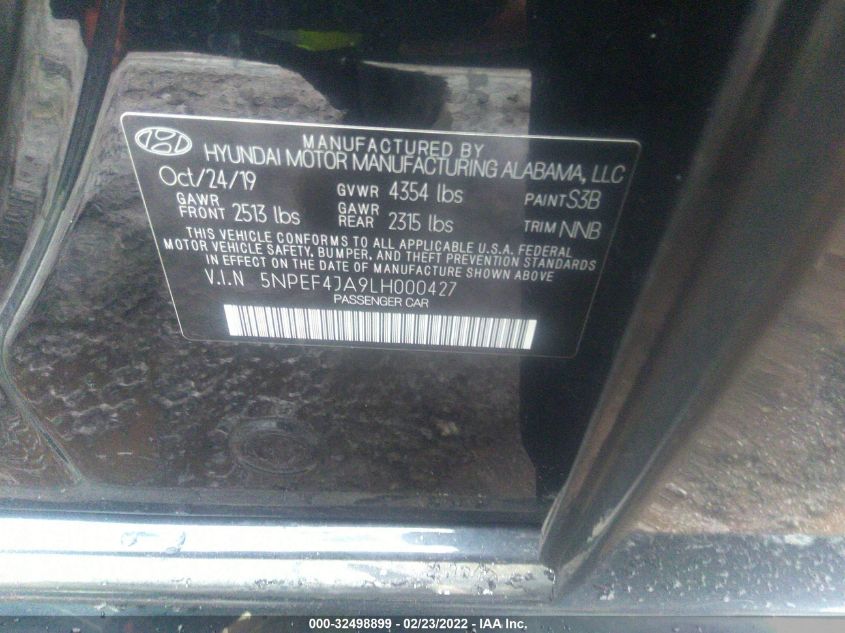 MANUFACTURED BY
HYUNDAI MOTOR MANUFACTURING ALABAMA, LLC
Oct/24/19 GVWR 4354 lbs PAINT S3B
GAWR FRONT 2513 lbs GAWR REAR 2315 lbs TRIM NNB
THIS VEHICLE CONFORMS TO ALL APPLICABLE U.S.A. FEDERAL
MOTOR VEHICLE SAFETY, BUMPER, AND THEFT PREVENTION STANDARDS
IN EFFECT ON THE DATE OF MANUFACTURE SHOWN ABOVE
V.I.N 5NPEF4JA9LH000427
PASSENGER CAR
000-32498899 - 02/23/2022 - IAA Inc.